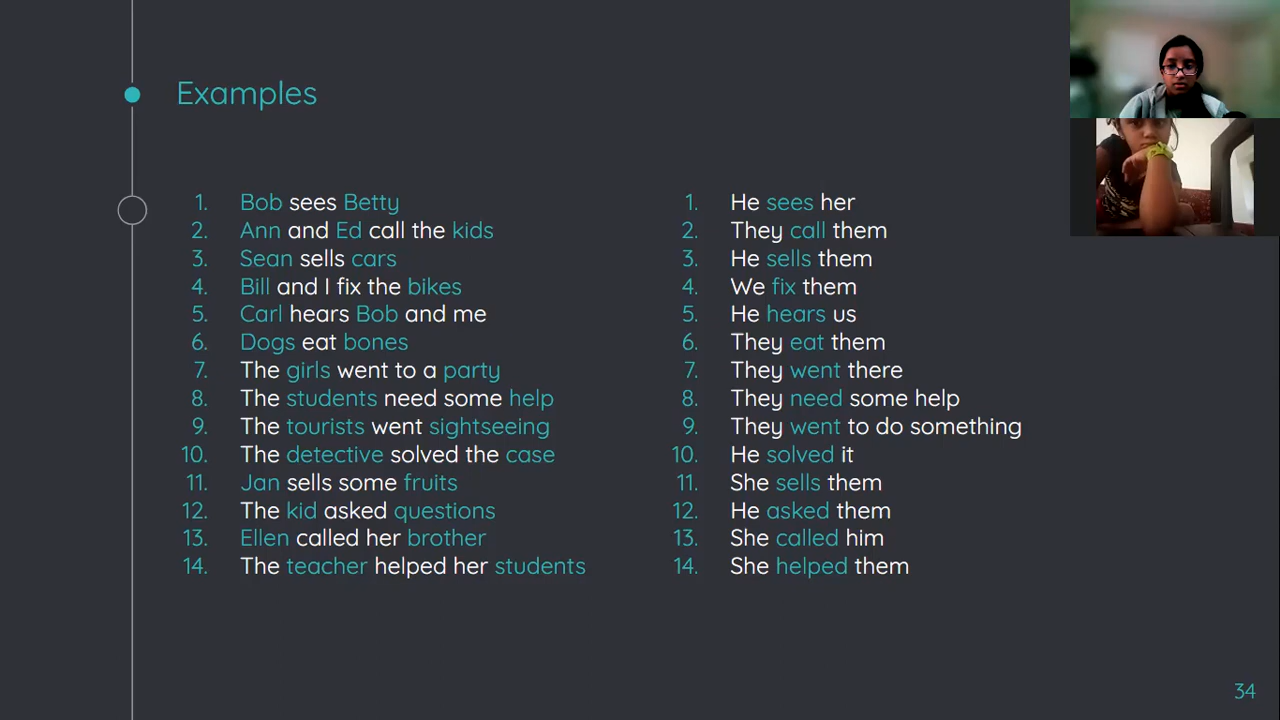 Examples
1. Bob sees Betty
2. Ann and Ed call the kids
3. Sean sells cars
4. Bill and I fix the bikes
5. Carl hears Bob and me
6. Dogs eat bones
7. The girls went to a party
8. The students need some help
9. The tourists went sightseeing
10. The detective solved the case
11. Jan sells some fruits
12. The kid asked questions
13. Ellen called her brother
14. The teacher helped her students
1. He sees her
2. They call them
3. He sells them
4. We fix them
5. He hears us
6. They eat them
7. They went there
8. They need some help
9. They went to do something
10. He solved it
11. She sells them
12. He asked them
13. She called him
14. She helped them
34